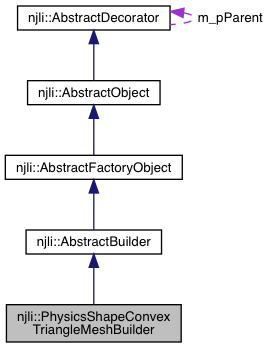 njli::AbstractDecorator
m_pParent
njli::AbstractObject
njli::AbstractFactoryObject
njli::AbstractBuilder
njli::PhysicsShapeConvex
TriangleMeshBuilder